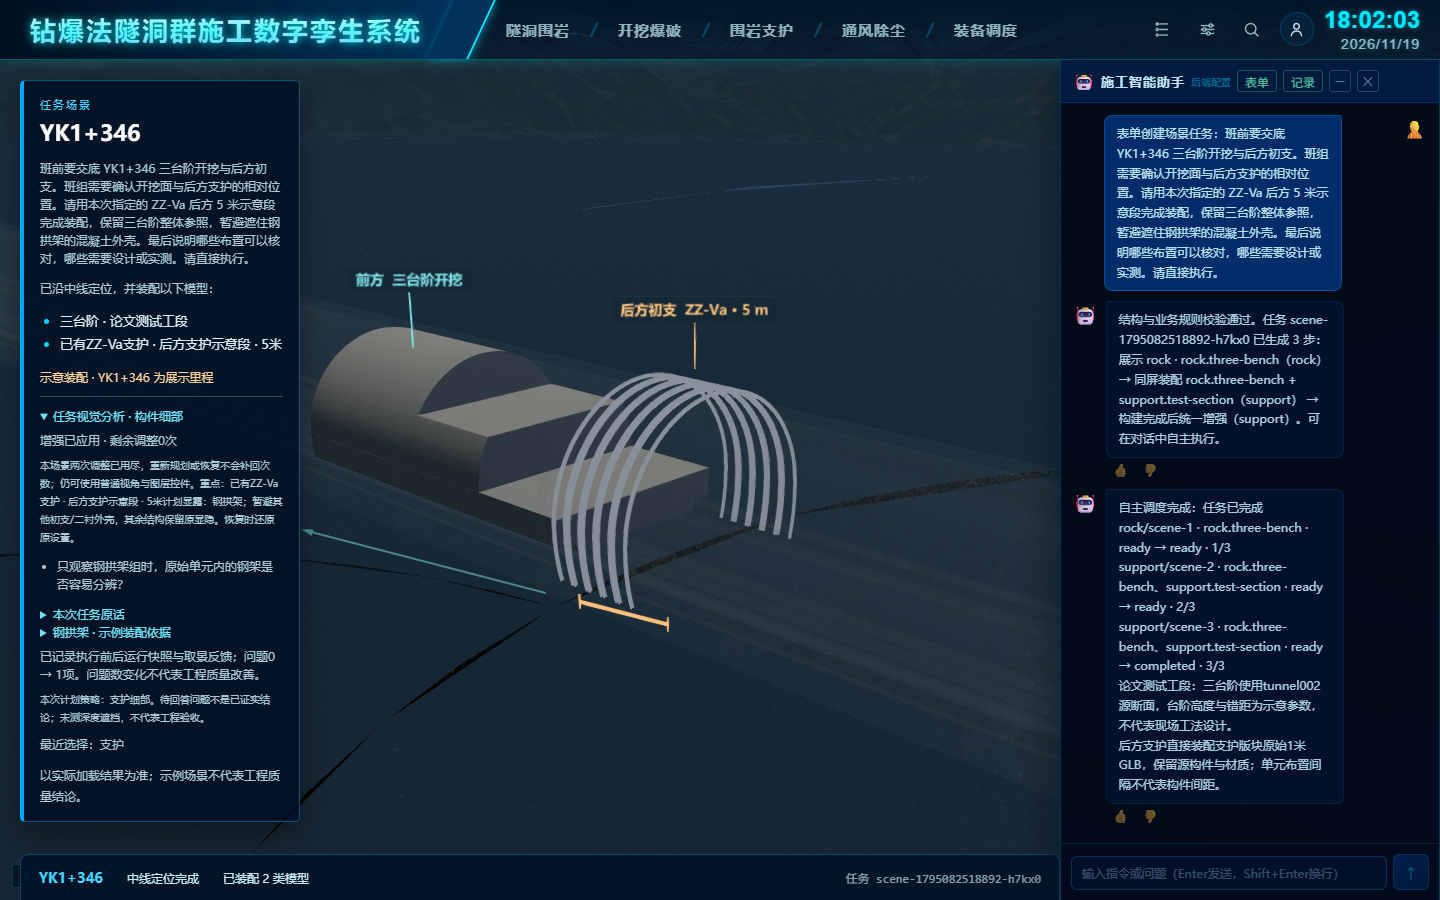 钻爆法隧洞群施工数字孪生系统
隧洞围岩 / 开挖爆破 / 围岩支护 / 通风除尘 / 装备调度
18:02:03
2026/11/19
任务场景
YK1+346
班前要交底 YK1+346 三台阶开挖与后方初
支。班组需要确认开挖面与后方支护的相对位
置。请用本次指定的 ZZ-Va 后方 5 米示意段
完成装配，保留三台阶整体参照，暂避遮住钢
拱架的混凝土外壳。最后说明哪些布置可以核
对，哪些需要设计或实测。请直接执行。
已沿中线定位，并装配以下模型：
• 三台阶 · 论文测试工段
• 已有ZZ-Va支护 · 后方支护示意段 · 5米
示意装配 · YK1+346 为展示里程
▼ 任务视觉分析 · 构件细部
增强已应用 · 剩余调整0次
本场景两次调整已用尽，重新规划或恢复不会补回次
数；仍可使用普通视角与图层控件。重点：已有ZZ-Va
支护 · 后方支护示意段 · 5米计划显露：钢拱架；暂避其
他初支/二衬外壳，其余结构保留原显隐。恢复时还原
原设置。
• 只观察钢拱架组时，原始单元内的钢架是
否容易分辨？
▶ 本次任务原话
▶ 钢拱架 · 示例装配依据
已记录执行前后运行快照与取景反馈；问题0
→ 1项。问题数变化不代表工程质量改善。
本次计划策略：支护细部。待回答问题不是已证实结
论；未测深度遮挡，不代表工程验收。
最近选择：支护
以实际加载结果为准；示例场景不代表工程质
量结论。
前方 三台阶开挖
后方初支 ZZ-Va • 5 m
YK1+346 中线定位完成 已装配 2 类模型 任务 scene-1795082518892-h7kx0
施工智能助手 后端配置 表单 记录
表单创建场景任务：班前要交底
YK1+346 三台阶开挖与后方初支。班组
需要确认开挖面与后方支护的相对位
置。请用本次指定的 ZZ-Va 后方 5 米示
意段完成装配，保留三台阶整体参照，
暂避遮住钢拱架的混凝土外壳。最后说
明哪些布置可以核对，哪些需要设计或
实测。请直接执行。
结构与业务规则校验通过。任务 scene-
1795082518892-h7kx0 已生成 3 步：
展示 rock · rock.three-bench（rock）
→ 同屏装配 rock.three-bench +
support.test-section（support） →
构建完成后统一增强（support）。可
在对话中自主执行。
自主调度完成：任务已完成
rock/scene-1 · rock.three-bench ·
ready → ready · 1/3
support/scene-2 · rock.three-
bench、support.test-section · ready
→ ready · 2/3
support/scene-3 · rock.three-
bench、support.test-section · ready
→ completed · 3/3
论文测试工段：三台阶使用tunnel002
源断面，台阶高度与错距为示意参数，
不代表现场工法设计。
后方支护直接装配支护版块原始1米
GLB，保留源构件与材质；单元布置间
隔不代表构件间距。
输入指令或问题（Enter发送，Shift+Enter换行）